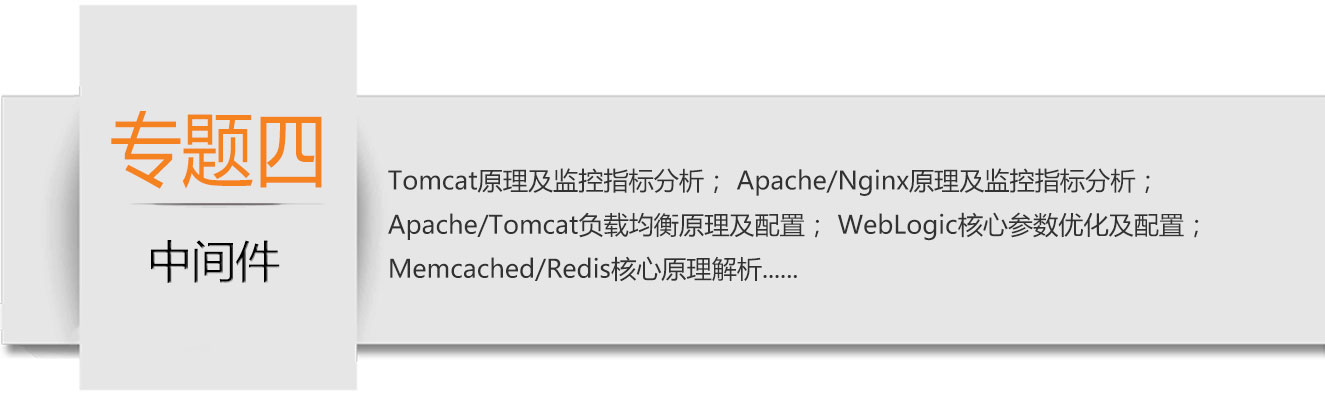 专题四
中间件
Tomcat原理及监控指标分析； Apache/Nginx原理及监控指标分析；
Apache/Tomcat负载均衡原理及配置； WebLogic核心参数优化及配置；
Memcached/Redis核心原理解析......